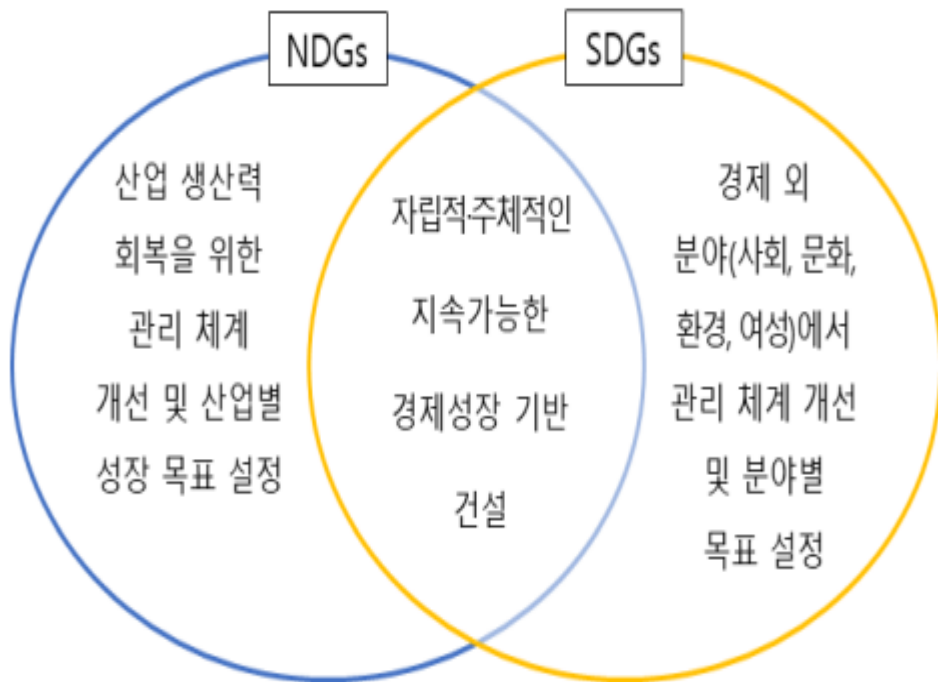 NDGs
SDGs
산업 생산력
회복을 위한
관리 체계
개선 및 산업별
성장 목표 설정
자립적·주체적인
지속가능한
경제성장 기반
건설
경제 외
분야(사회, 문화,
환경, 여성)에서
관리 체계 개선
및 분야별
목표 설정